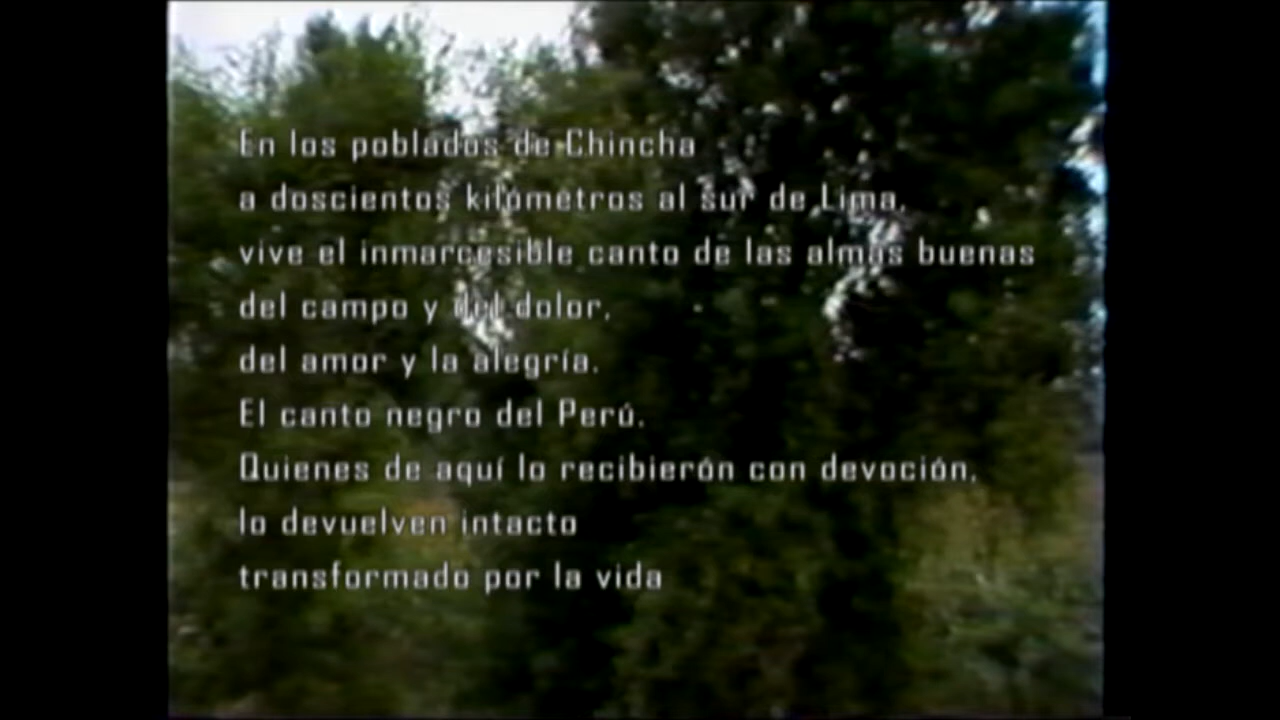 En los poblados de Chincha
a doscientos kilómetros al sur de Lima,
vive el inmarcesible canto de las almas buenas
del campo y del dolor,
del amor y la alegría.
El canto negro del Perú.
Quienes de aquí lo recibierón con devoción,
lo devuelven intacto
transformado por la vida